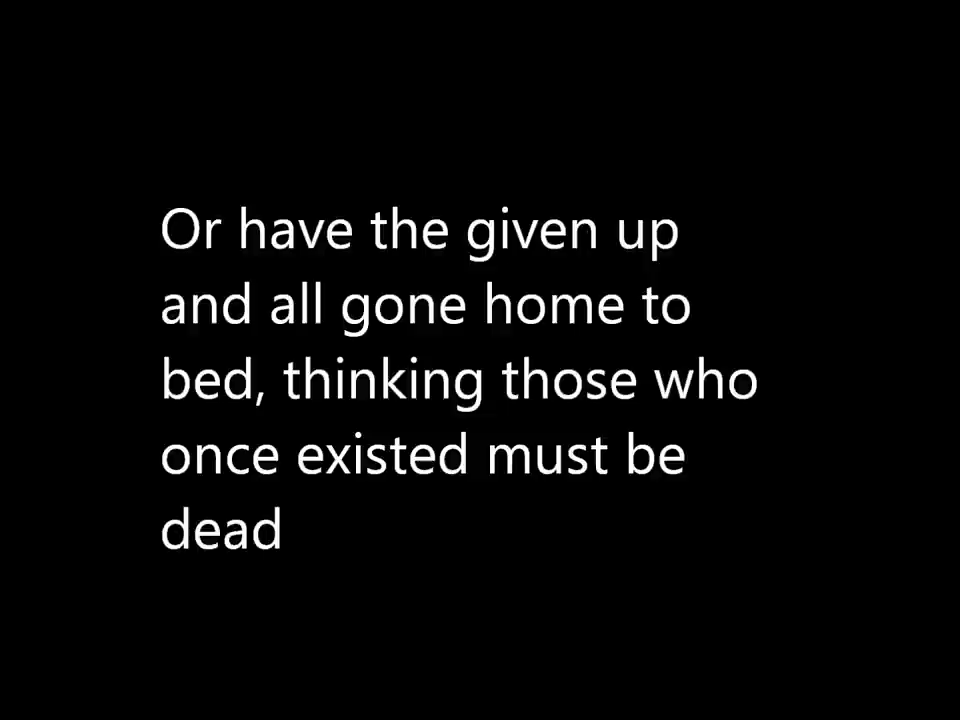 Or have the given up
and all gone home to
bed, thinking those who
once existed must be
dead